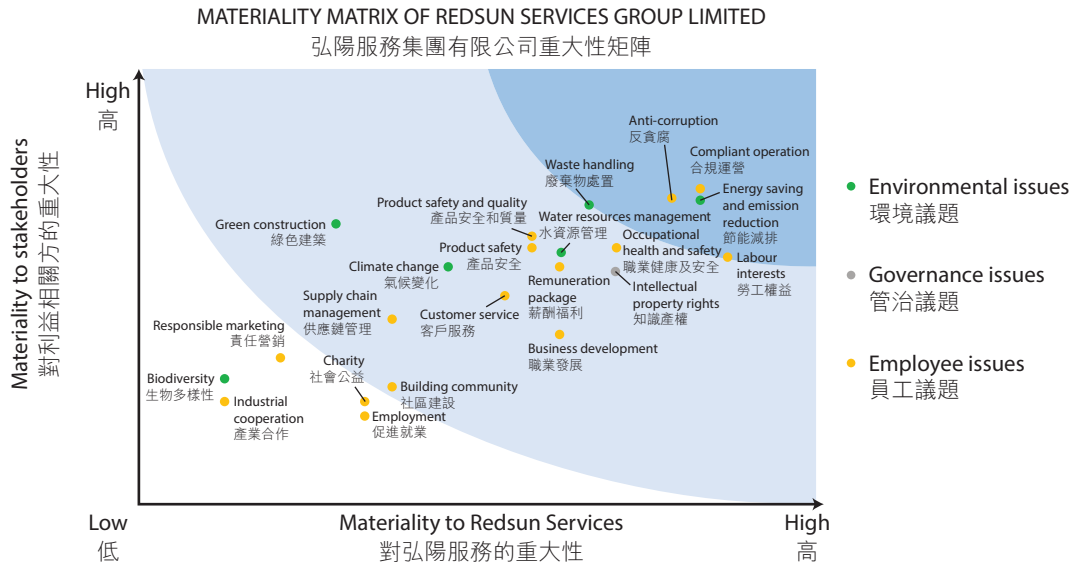 MATERIALITY MATRIX OF REDSUN SERVICES GROUP LIMITED
弘陽服務集團有限公司重大性矩陣
Materiality to stakeholders
對利益相關方的重大性
High
高
Anti-corruption
反貪腐
Compliant operation
合規運營
Waste handling
廢棄物處置
Energy saving
and emission
reduction
節能減排
Product safety and quality
產品安全和質量
Water resources management
水資源管理
Green construction
綠色建築
Occupational
health and safety
職業健康及安全
Product safety
產品安全
Labour
interests
勞工權益
Climate change
氣候變化
Remuneration
package
薪酬福利
Intellectual
property rights
知識產權
Supply chain
management
供應鏈管理
Customer service
客戶服務
Responsible marketing
責任營銷
Business development
職業發展
Charity
社會公益
Biodiversity
生物多樣性
Building community
社區建設
Industrial
cooperation
產業合作
Employment
促進就業
Low
低
Materiality to Redsun Services
對弘陽服務的重大性
High
高
Environmental issues
環境議題
Governance issues
管治議題
Employee issues
員工議題